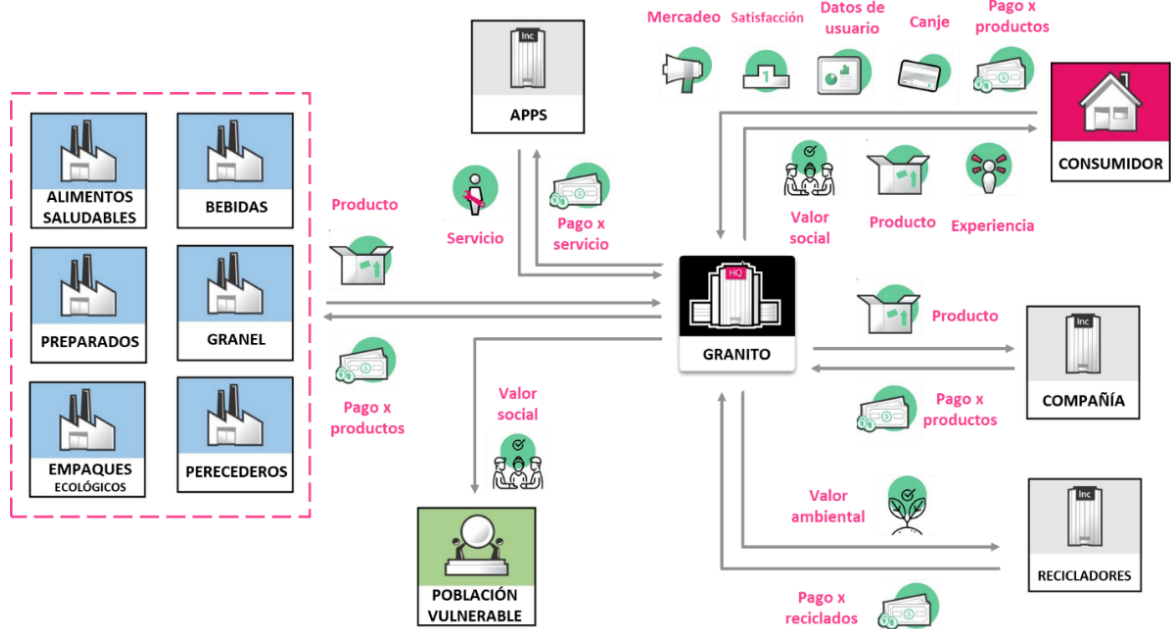 Mercadeo
Satisfacción
Datos de
usuario
Canje
Pago x
productos
Inc
APPS
CONSUMIDOR
ALIMENTOS
SALUDABLES
BEBIDAS
Producto
Servicio
Pago x
servicio
Valor
social
Producto
Experiencia
PREPARADOS
GRANEL
HQ
GRANITO
Producto
Inc
COMPAÑÍA
Pago x
productos
Pago x
productos
EMPAQUES
ECOLÓGICOS
PERECEDEROS
Valor
social
POBLACIÓN
VULNERABLE
Valor
ambiental
Inc
RECICLADORES
Pago x
reciclados
1